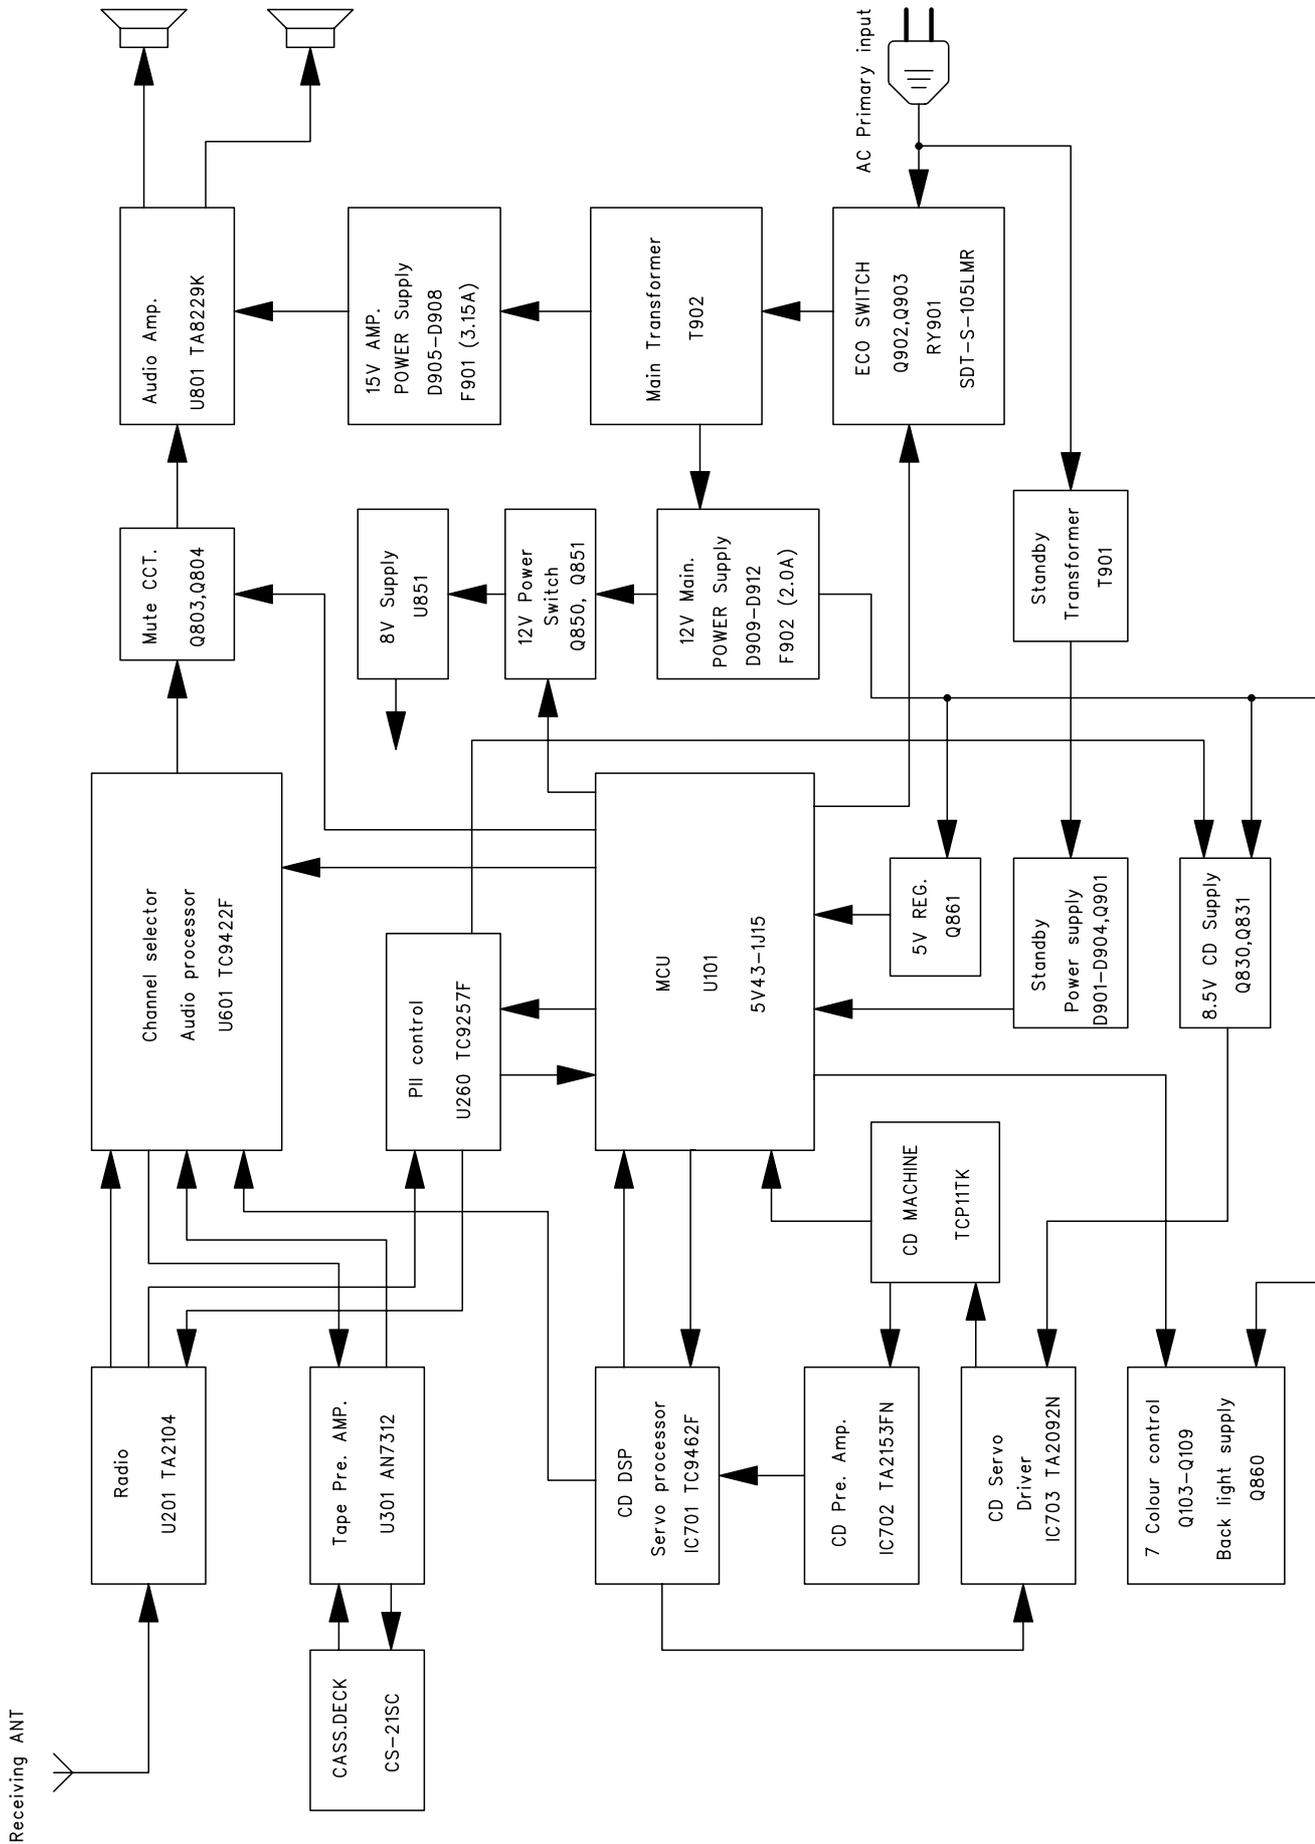 Receiving ANT
Radio
U201 TA2104
CASS.DECK
CS-21SC
Tape Pre. AMP.
U301 AN7312
Channel selector
Audio processor
U601 TC9422F
Mute CCT.
Q803,Q804
Audio Amp.
U801 TA8229K
Pll control
U260 TC9257F
8V Supply
U851
15V AMP.
POWER Supply
D905-D908
F901 (3.15A)
12V Power
Switch
Q850, Q851
CD DSP
Servo processor
IC701 TC9462F
MCU
U101
5V43-1J15
12V Main.
POWER Supply
D909-D912
F902 (2.0A)
Main Transformer
T902
CD Pre. Amp.
IC702 TA2153FN
CD MACHINE
TCP11TK
5V REG.
Q861
ECO SWITCH
Q902,Q903
RY901
SDT-S-105LMR
AC Primary input
CD Servo
Driver
IC703 TA2092N
Standby
Power supply
D901-D904,Q901
Standby
Transformer
T901
7 Colour control
Q103-Q109
Back light supply
Q860
8.5V CD Supply
Q830,Q831